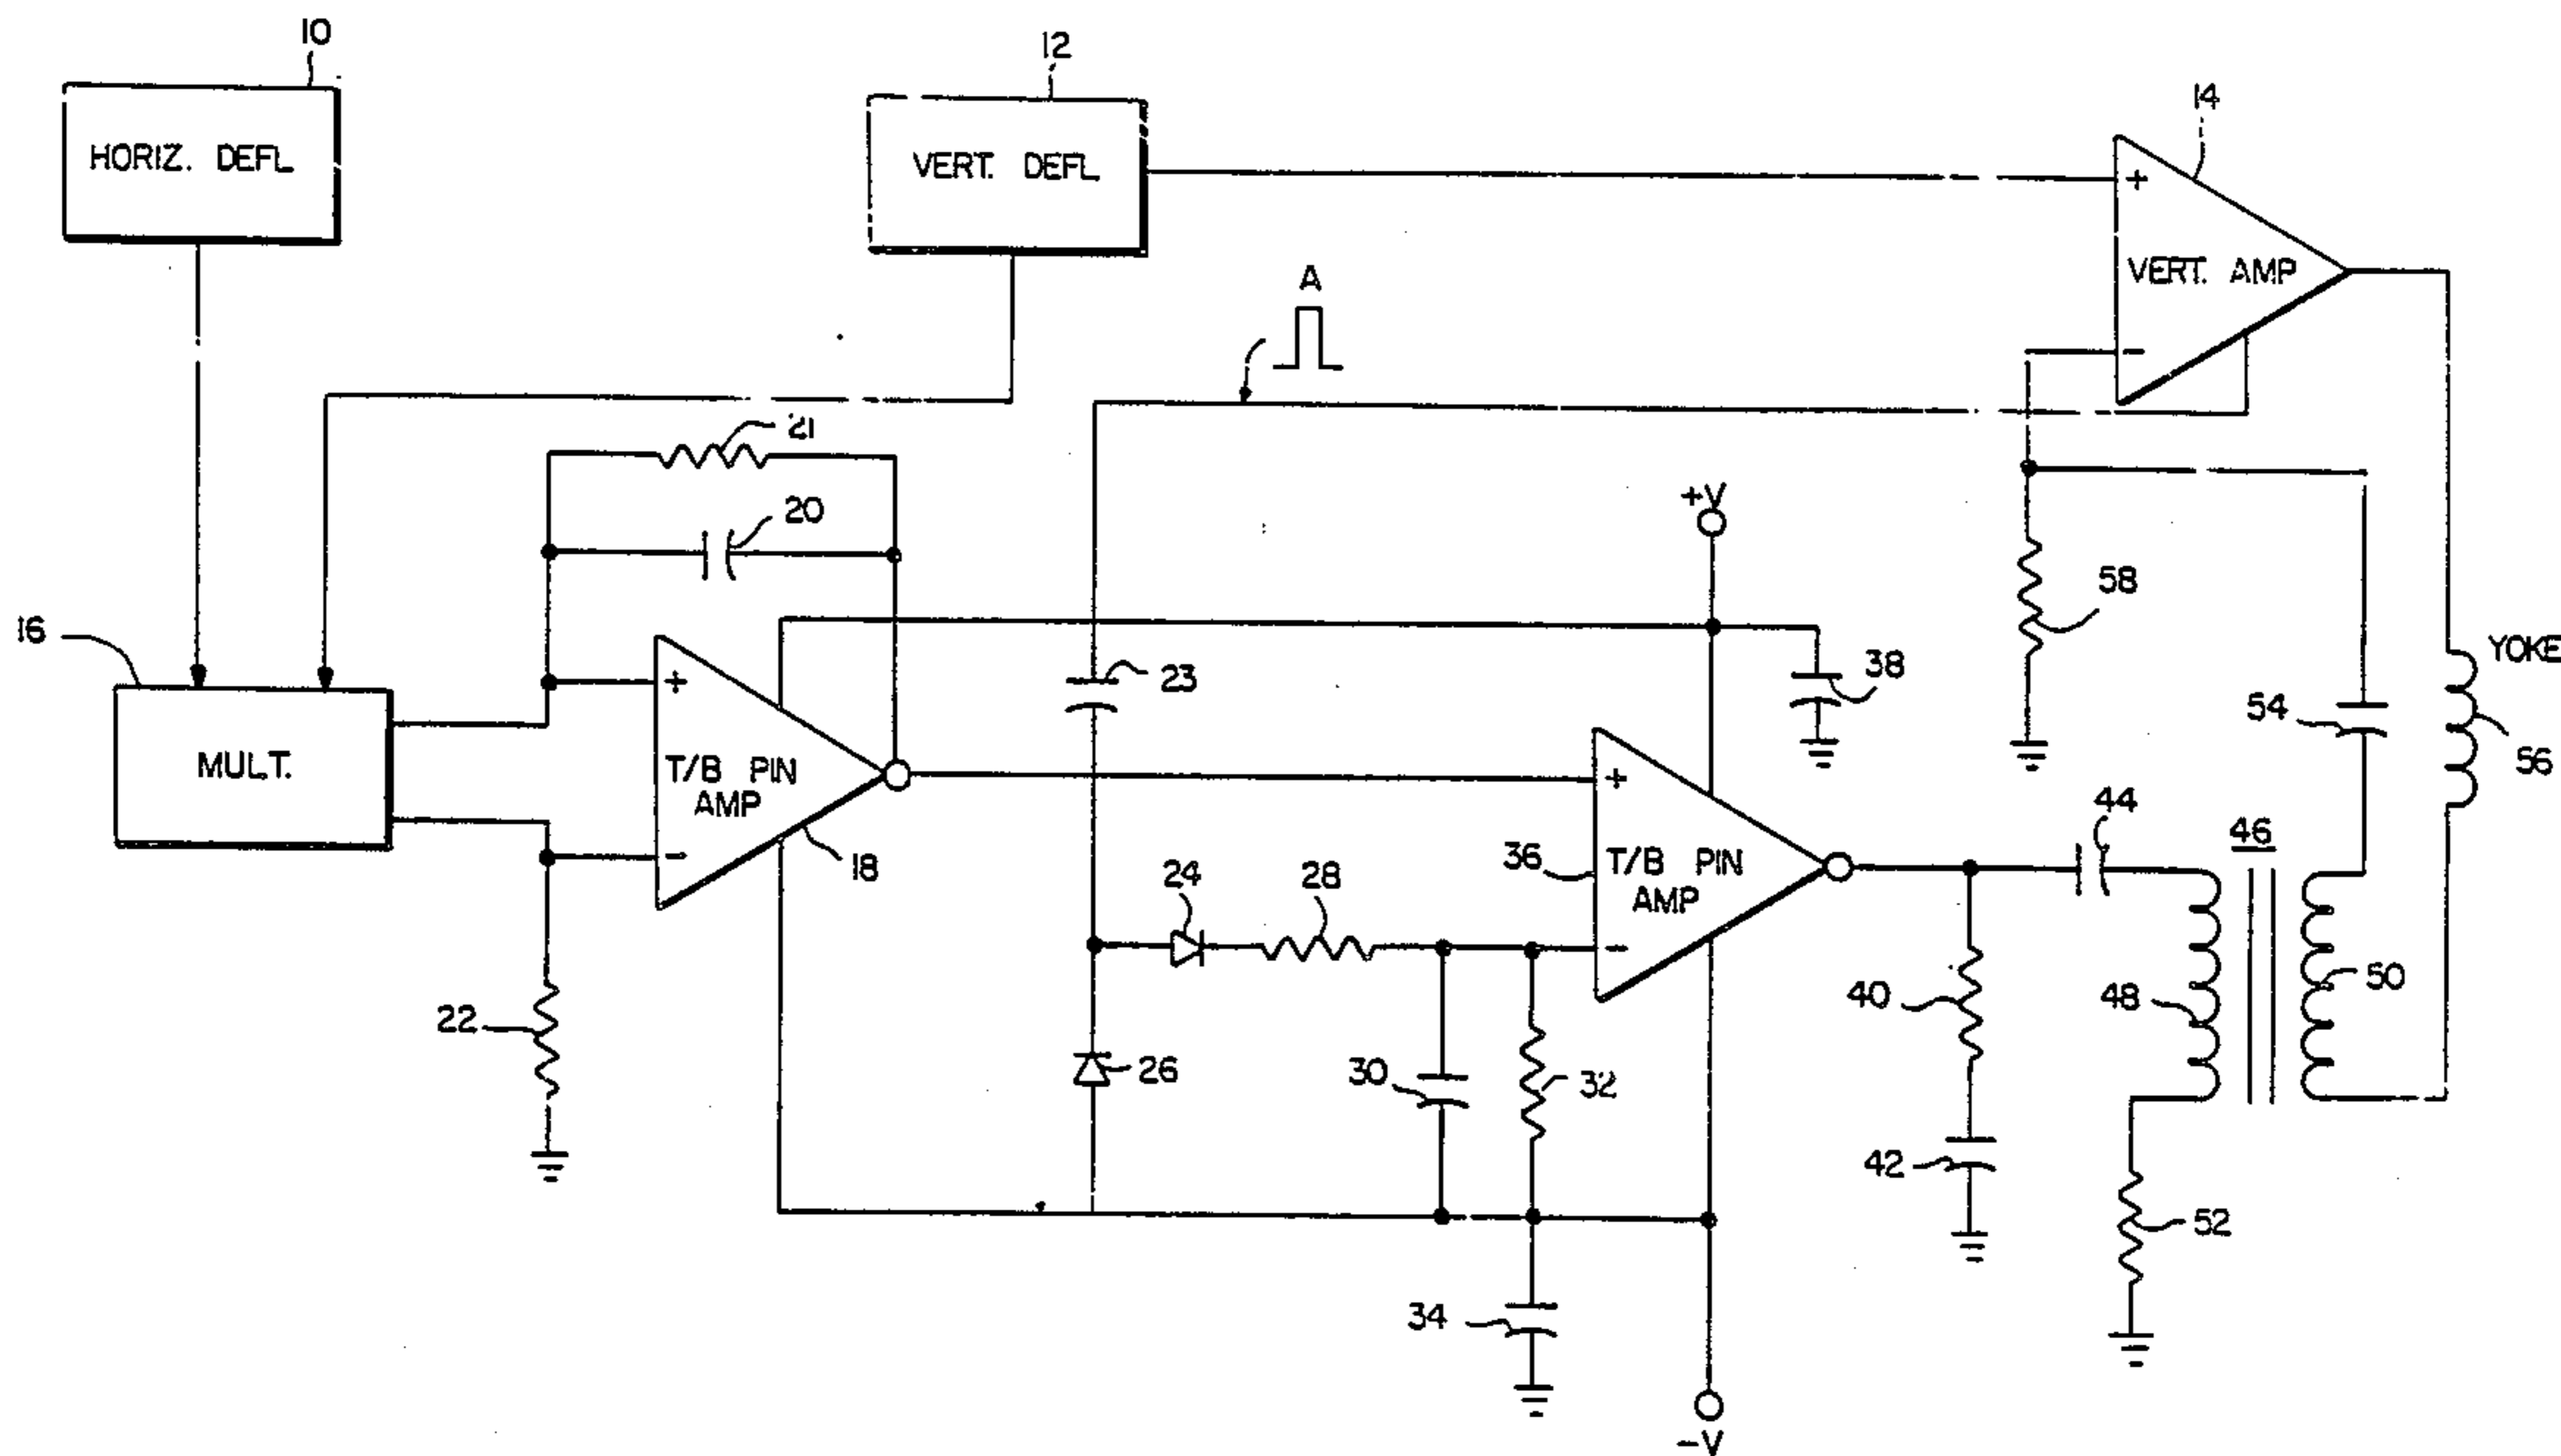 10
12
14
HORIZ. DEFL
VERT. DEFL
A
VERT. AMP
+
-
21
20
+V
58
16
23
38
YOKE
MULT.
+
-
T/B PIN
AMP
18
+
-
54
56
44
46
36
T/B PIN
AMP
24
28
22
26
30
32
40
48
50
42
52
34
-V